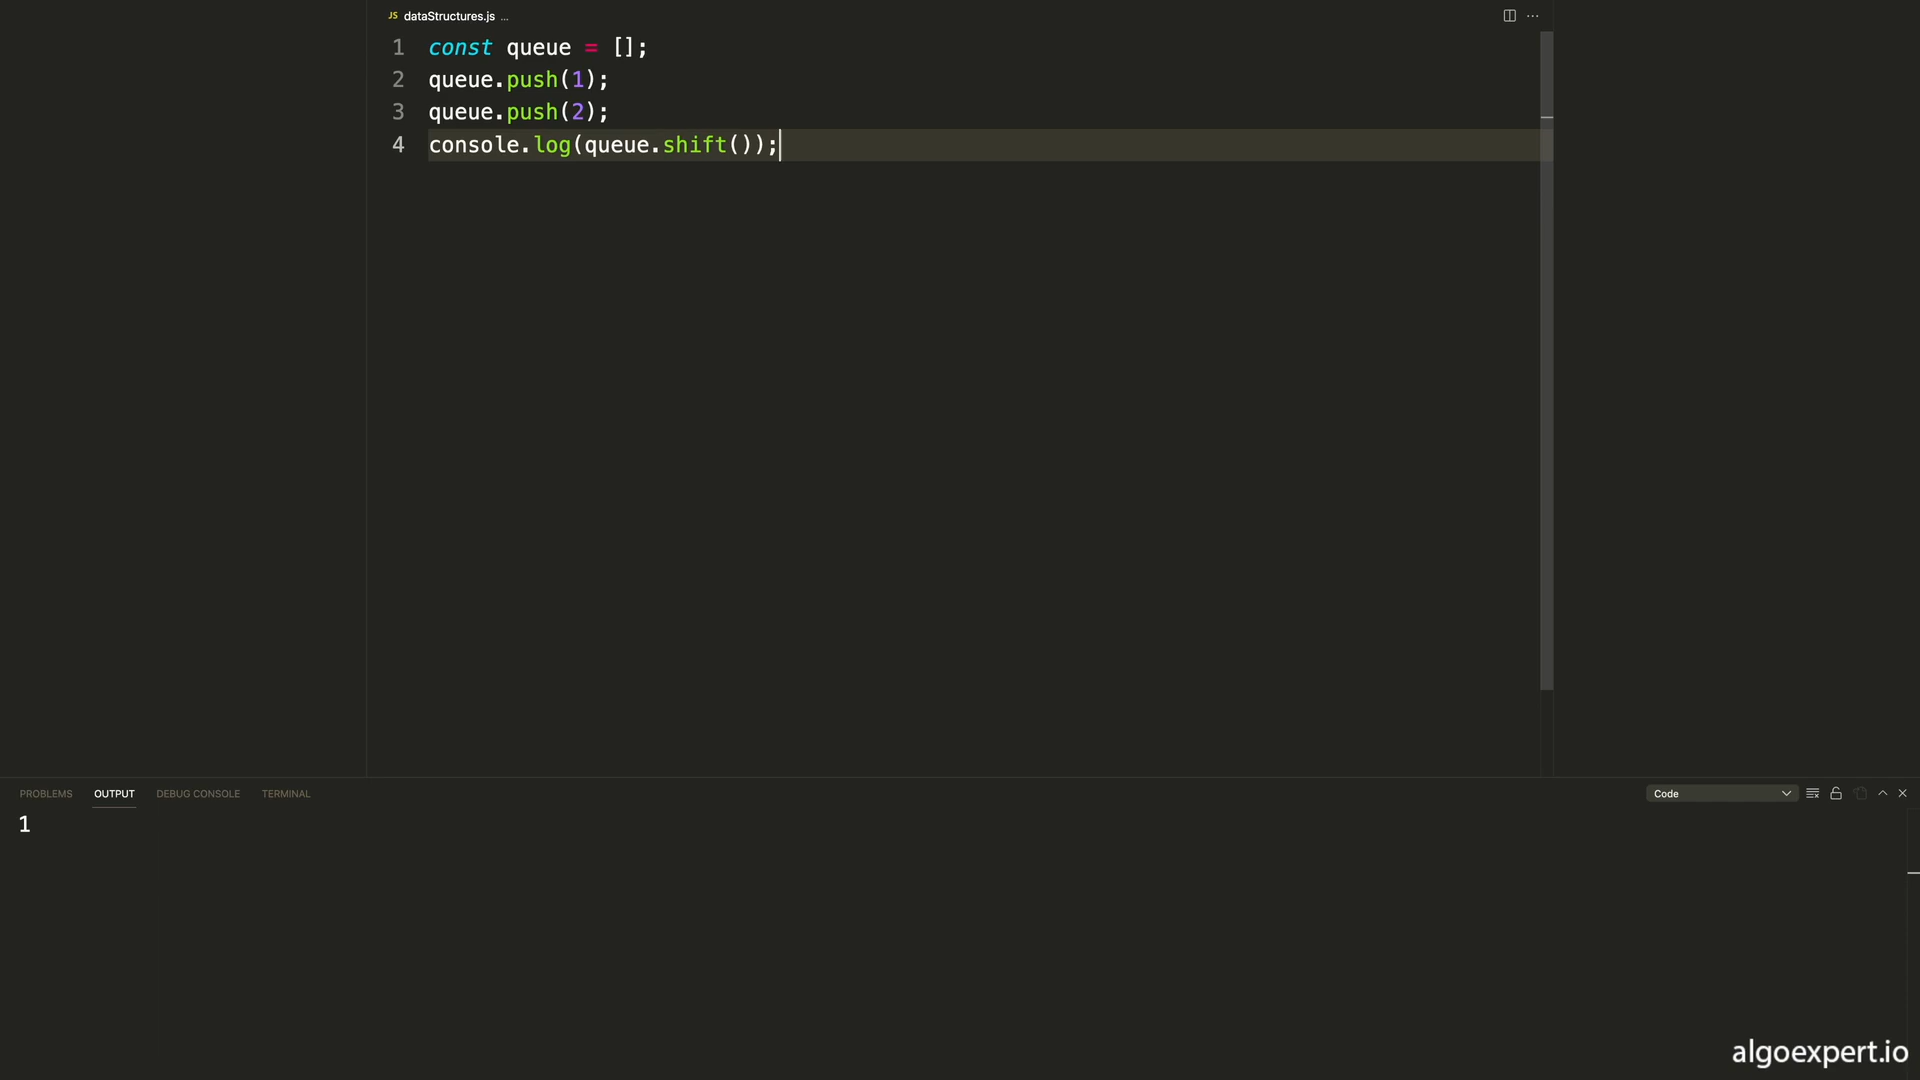 JS dataStructures.js ...
1 const queue = [];
2 queue.push(1);
3 queue.push(2);
4 console.log(queue.shift());
PROBLEMS OUTPUT DEBUG CONSOLE TERMINAL Code
1
algoexpert.io